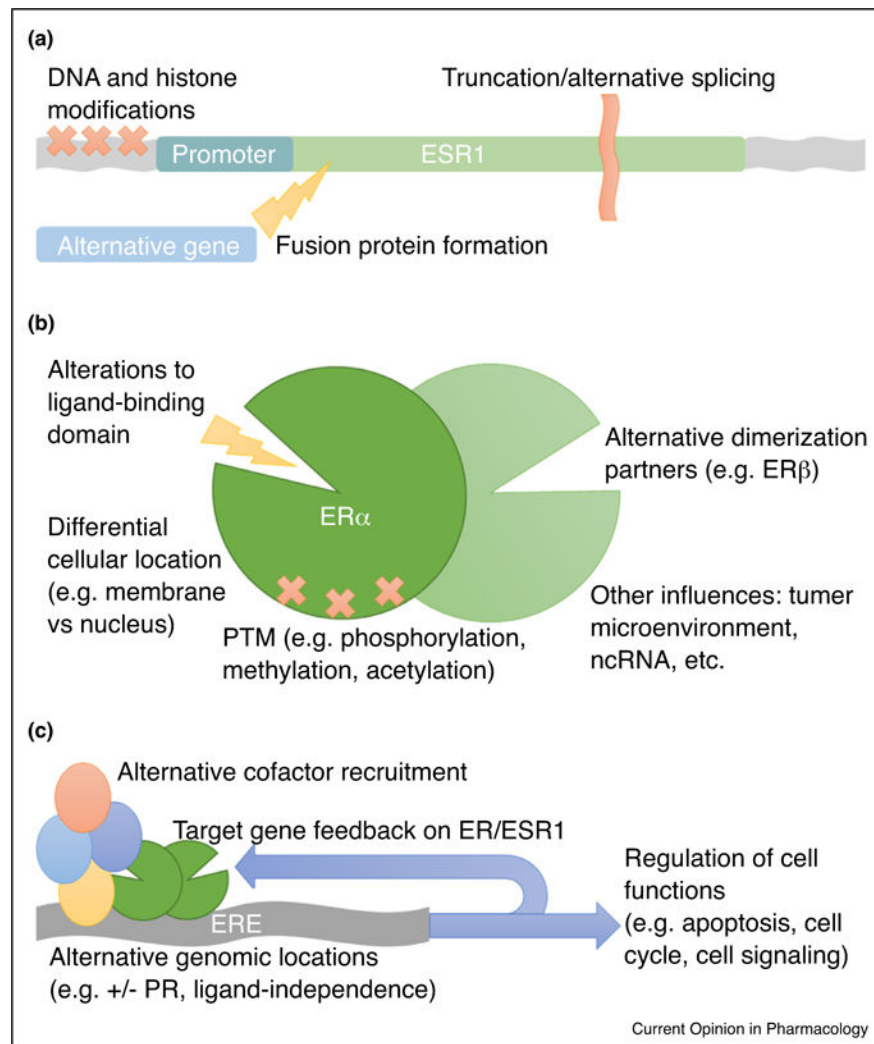 (a)
DNA and histone
modifications
Truncation/alternative splicing
Promoter
ESR1
Alternative gene
Fusion protein formation
(b)
Alterations to
ligand-binding
domain
Alternative dimerization
partners (e.g. ERβ)
ERα
Differential
cellular location
(e.g. membrane
vs nucleus)
Other influences: tumer
microenvironment,
ncRNA, etc.
PTM (e.g. phosphorylation,
methylation, acetylation)
(c)
Alternative cofactor recruitment
Target gene feedback on ER/ESR1
Regulation of cell
functions
(e.g. apoptosis, cell
cycle, cell signaling)
ERE
Alternative genomic locations
(e.g. +/- PR, ligand-independence)
Current Opinion in Pharmacology